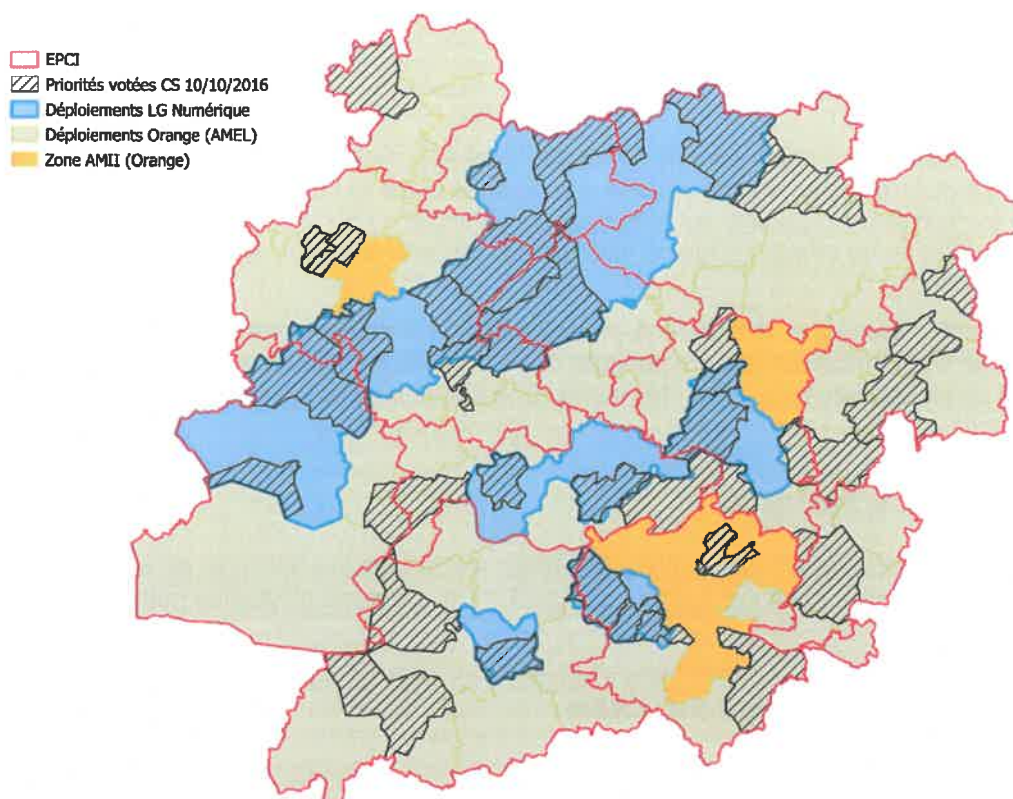 EPCI
Priorités votées CS 10/10/2016
Déploiements LG Numérique
Déploiements Orange (AMEL)
Zone AMII (Orange)